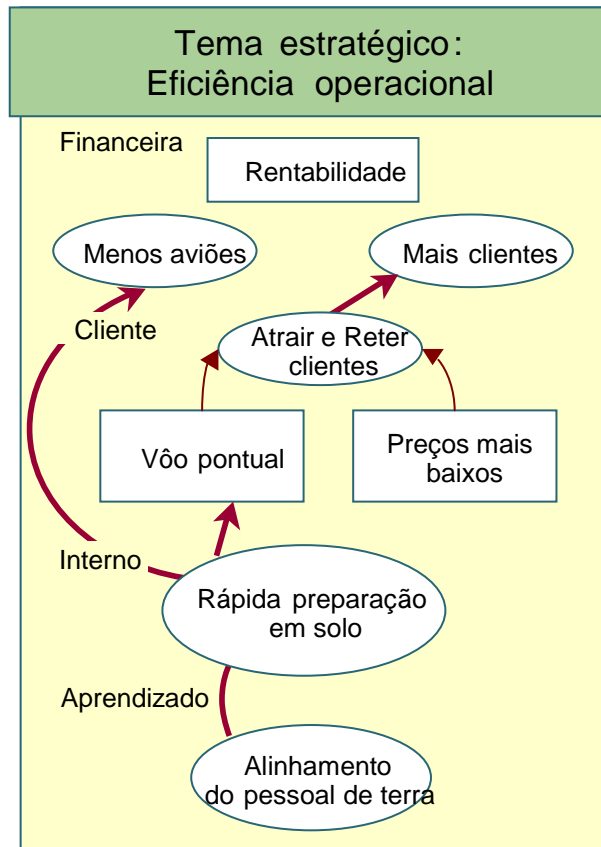 Tema estratégico:
Eficiência operacional
Financeira
Rentabilidade
Menos aviões
Mais clientes
Cliente
Atrair e Reter
clientes
Vôo pontual
Preços mais
baixos
Interno
Rápida preparação
em solo
Aprendizado
Alinhamento
do pessoal de terra